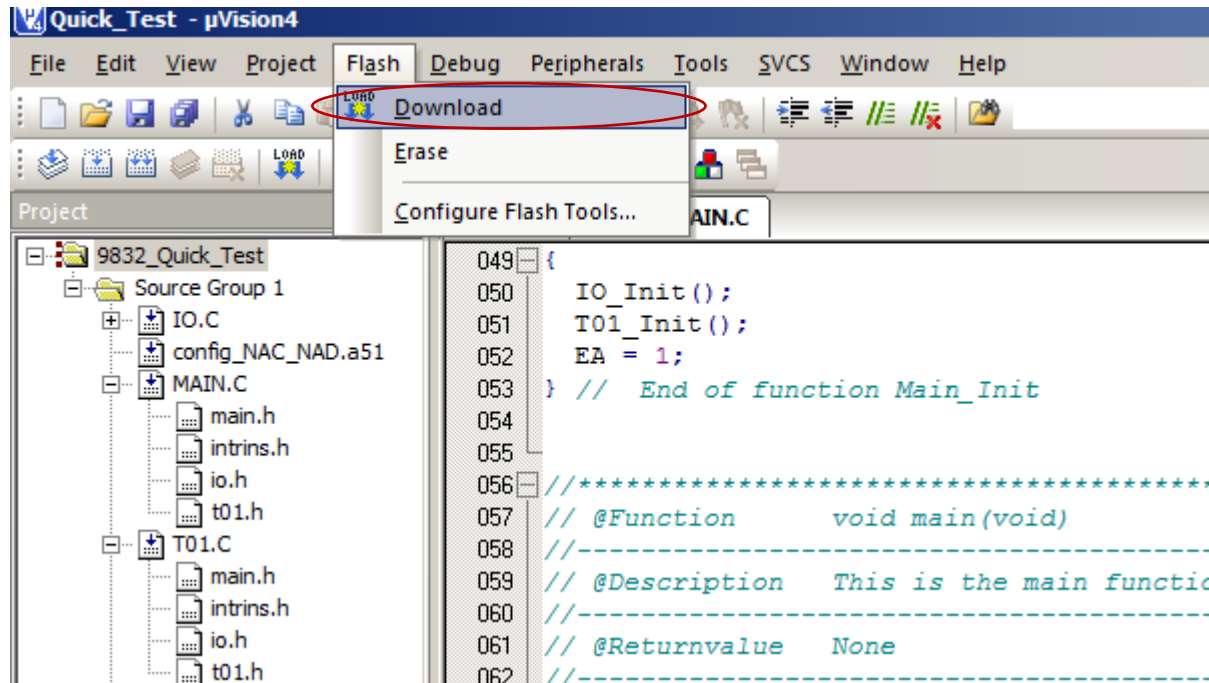 Quick_Test - µVision4
File Edit View Project Flash Debug Peripherals Tools SVCS Window Help
LOAD Download
LOAD
Erase
Configure Flash Tools...
Project
AIN.C
9832_Quick_Test
Source Group 1
IO.C
config_NAC_NAD.a51
MAIN.C
main.h
intrins.h
io.h
t01.h
T01.C
main.h
intrins.h
io.h
t01.h
049 {
050 IO_Init();
051 T01_Init();
052 EA = 1;
053 } // End of function Main_Init
054
055
056 //*****************************************
057 // @Function void main(void)
058 //-----------------------------------------
059 // @Description This is the main functio
060 //-----------------------------------------
061 // @Returnvalue None
062 //-----------------------------------------